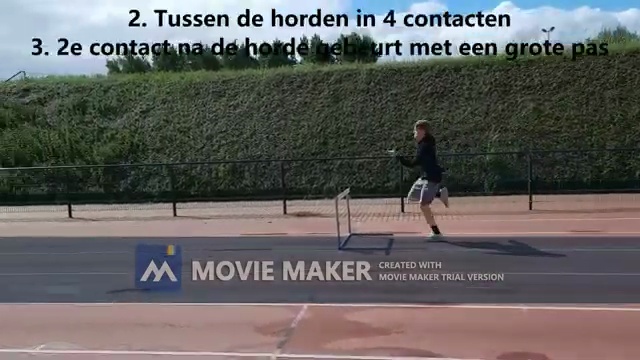 2. Tussen de horden in 4 contacten
3. 2e contact na de horde gebeurt met een grote pas
MOVIE MAKER
CREATED WITH
MOVIE MAKER TRIAL VERSION